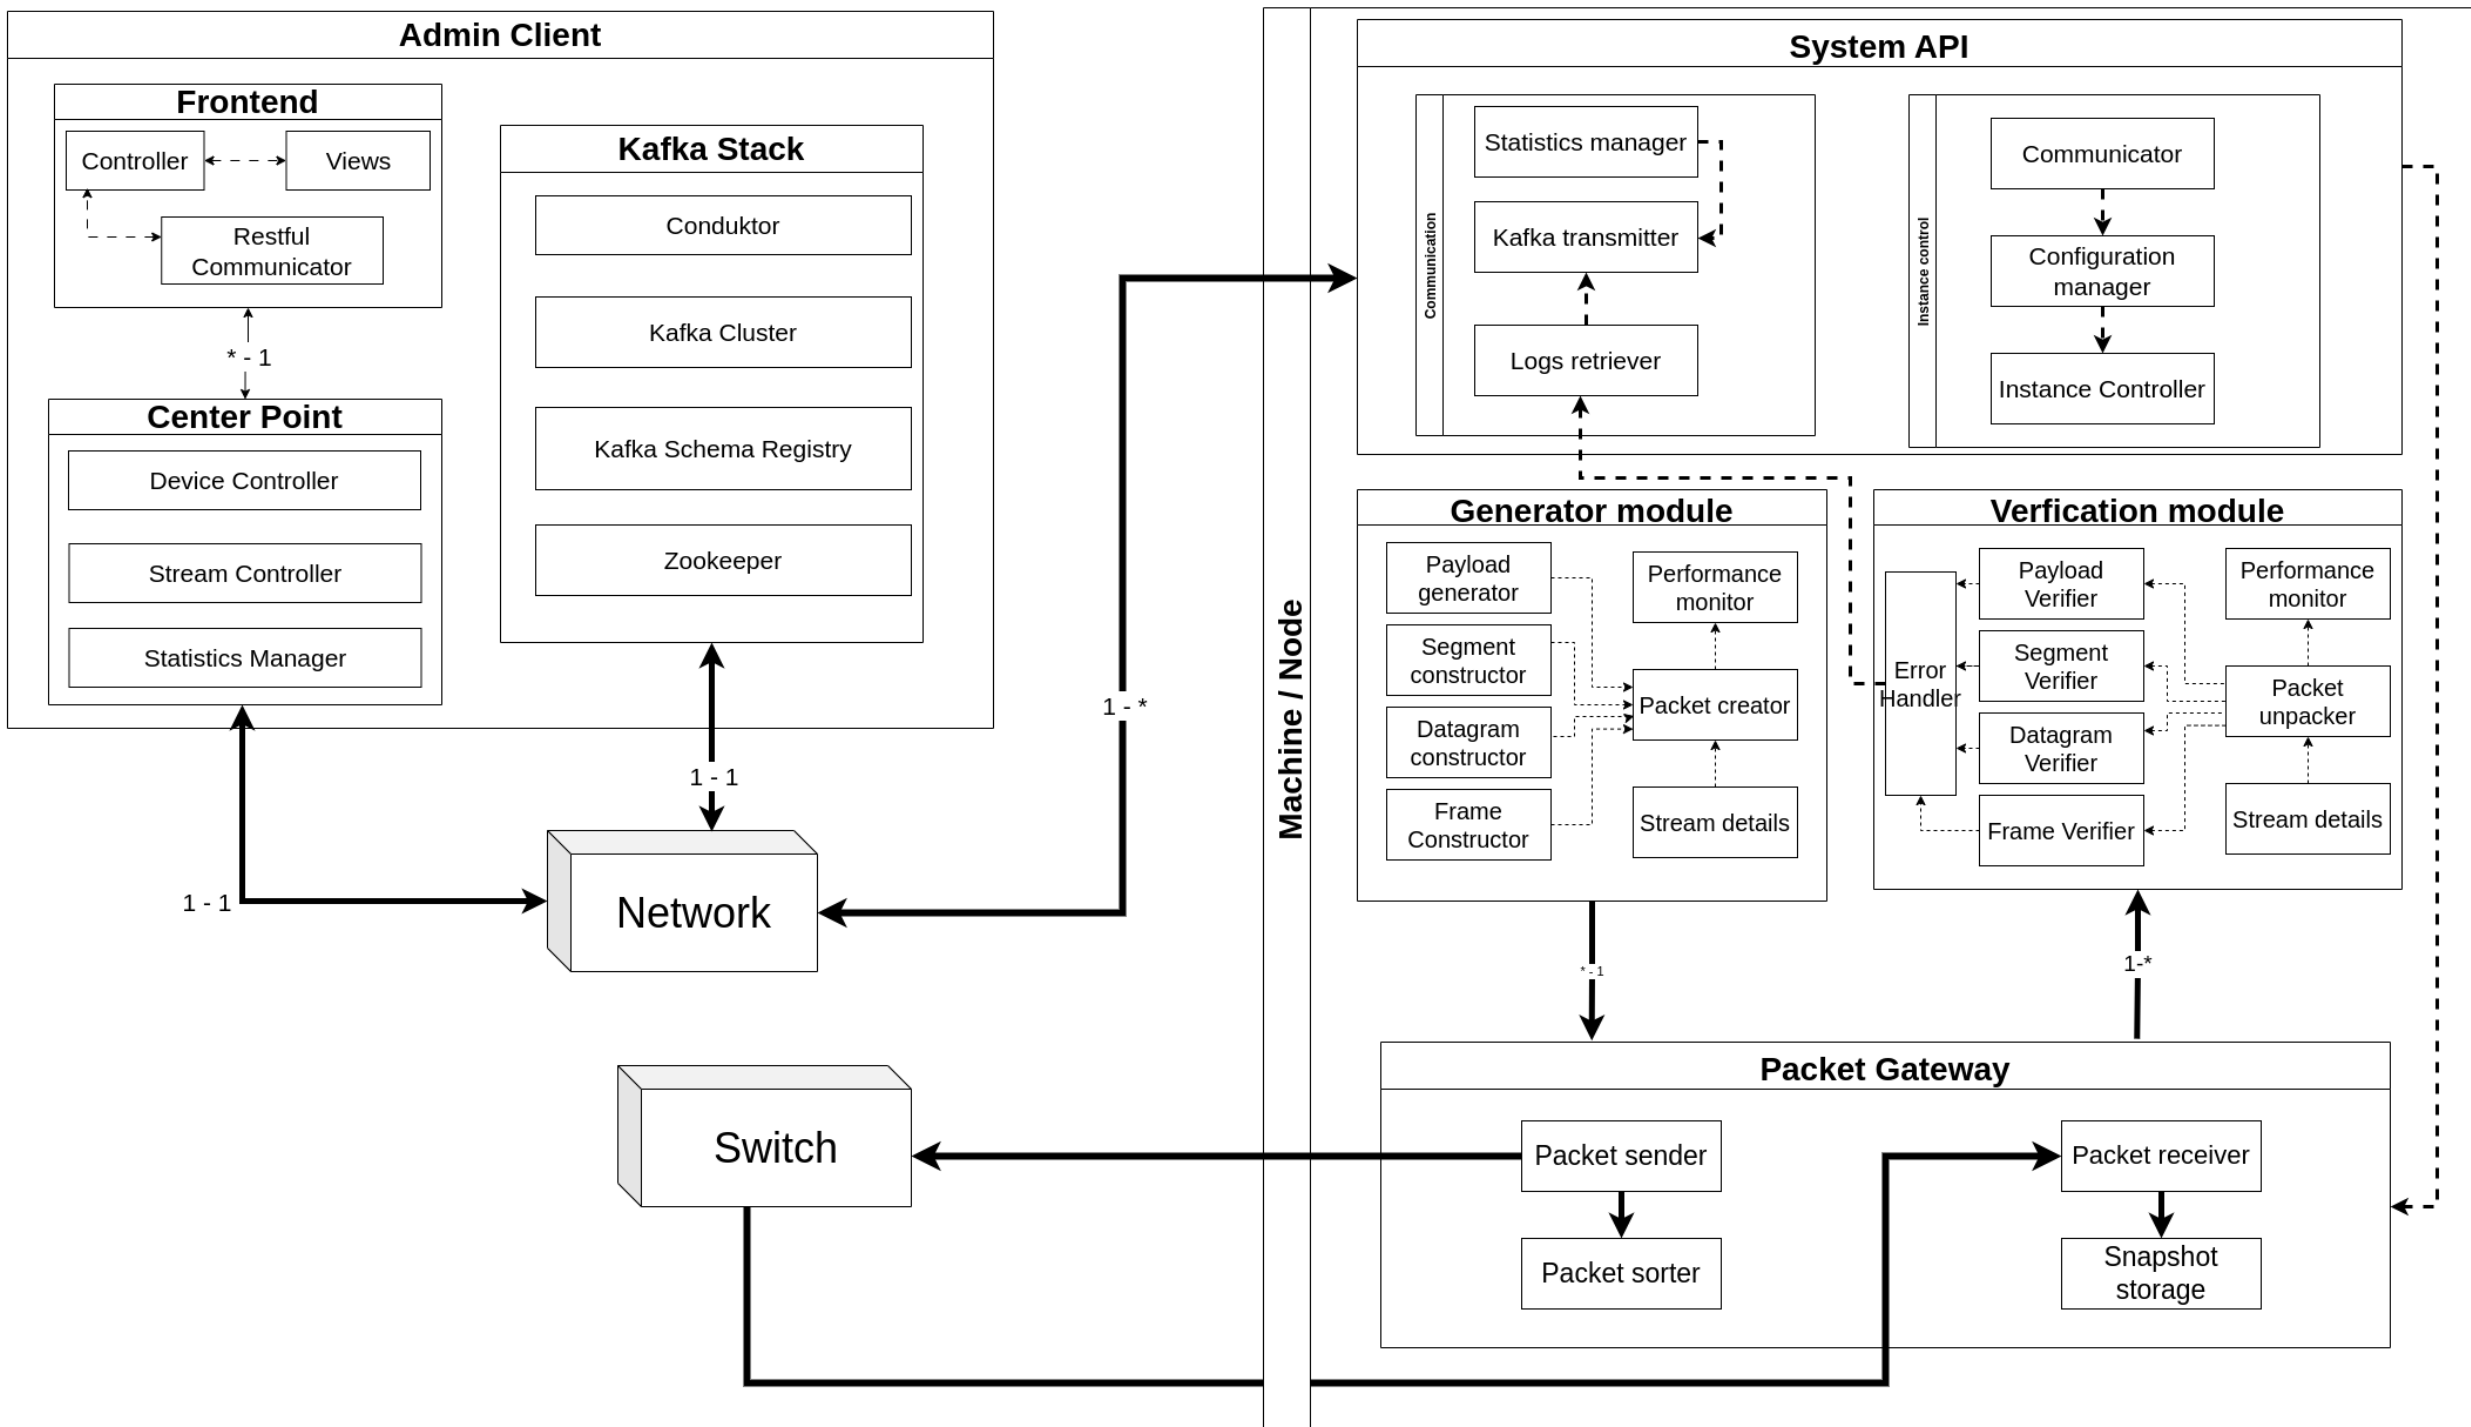 Admin Client
Frontend
Controller
Views
Restful
Communicator
* - 1
Center Point
Device Controller
Stream Controller
Statistics Manager
Kafka Stack
Conduktor
Kafka Cluster
Kafka Schema Registry
Zookeeper
1 - 1
1 - 1
Network
1 - *
Switch
Machine / Node
System API
Communication
Statistics manager
Kafka transmitter
Logs retriever
Instance control
Communicator
Configuration
manager
Instance Controller
Generator module
Payload
generator
Segment
constructor
Datagram
constructor
Frame
Constructor
Performance
monitor
Packet creator
Stream details
Verfication module
Error
Handler
Payload
Verifier
Segment
Verifier
Datagram
Verifier
Frame Verifier
Performance
monitor
Packet
unpacker
Stream details
* - 1
1-*
Packet Gateway
Packet sender
Packet sorter
Packet receiver
Snapshot
storage